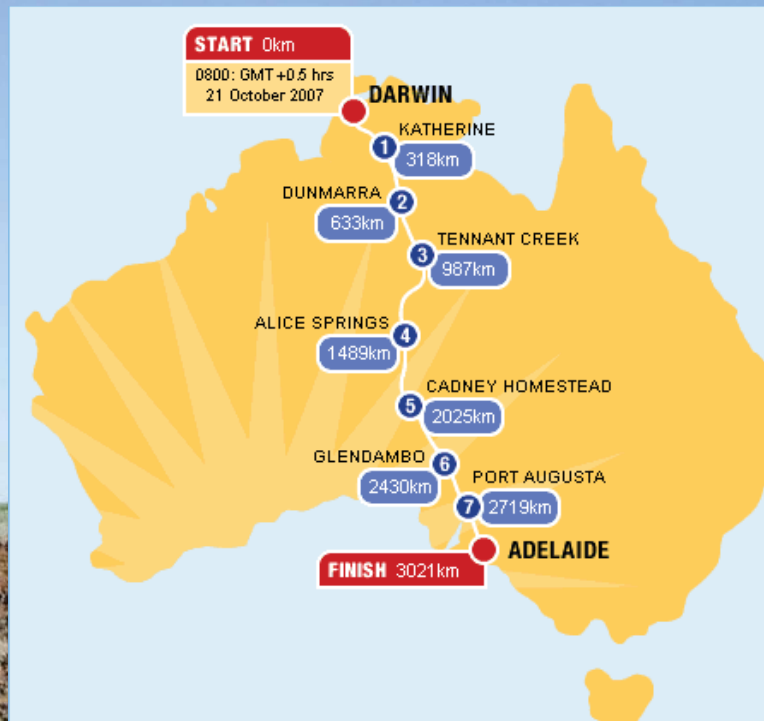 START 0km
0800: GMT +0.5 hrs
21 October 2007
DARWIN
1
KATHERINE
318km
DUNMARRA
2
633km
TENNANT CREEK
3
987km
ALICE SPRINGS
4
1489km
CADNEY HOMESTEAD
5
2025km
GLENDAMBO
6
2430km
PORT AUGUSTA
7
2719km
ADELAIDE
FINISH 3021km